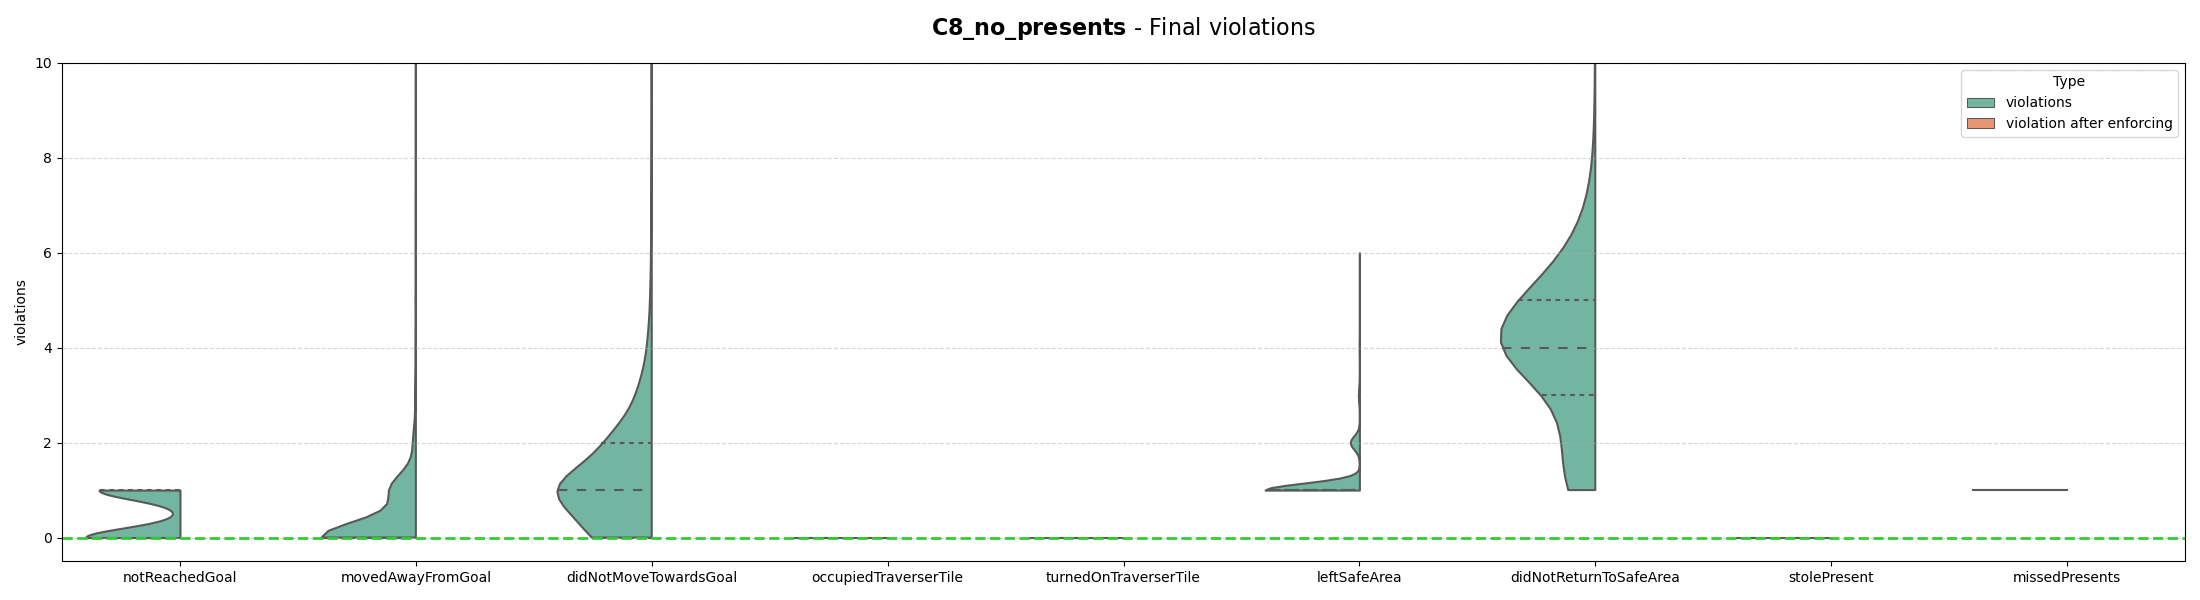 C8_no_presents - Final violations
violations
10
8
6
4
2
0
Type
violations
violation after enforcing
notReachedGoal movedAwayFromGoal didNotMoveTowardsGoal occupiedTraverserTile turnedOnTraverserTile leftSafeArea didNotReturnToSafeArea stolePresent missedPresents